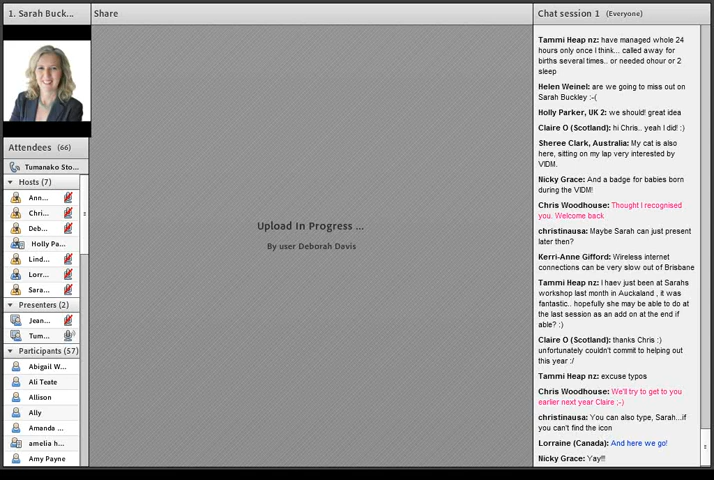 1. Sarah Buck...
Share
Chat session 1 (Everyone)
Attendees (66)
Tumanako Sto...
Hosts (7)
Ann...
Chri...
Deb...
Holly Pa...
Lind...
Lorr...
Sara...
Presenters (2)
Jean...
Tum...
Participants (57)
Abigail W...
Ali Teate
Allison
Ally
Amanda ...
amelia h...
Amy Payne
Upload In Progress ...
By user Deborah Davis
Tammi Heap nz: have managed whole 24
hours only once I think... called away for
births several times.. or needed ohour or 2
sleep
Helen Weinel: are we going to miss out on
Sarah Buckley :-(
Holly Parker, UK 2: we should! great idea
Claire O (Scotland): hi Chris.. yeah I did! :)
Sheree Clark, Australia: My cat is also
here, sitting on my lap very interested by
VIDM.
Nicky Grace: And a badge for babies born
during the VIDM!
Chris Woodhouse: Thought I recognised
you. Welcome back
christinausa: Maybe Sarah can just present
later then?
Kerri-Anne Gifford: Wireless internet
connections can be very slow out of Brisbane
Tammi Heap nz: I haev just been at Sarahs
workshop last month in Auckaland , it was
fantastic.. hopefully she may be able to do at
the last session as an add on at the end if
able? :)
Claire O (Scotland): thanks Chris :)
unfortunately couldn't commit to helping out
this year :/
Tammi Heap nz: excuse typos
Chris Woodhouse: We'll try to get to you
earlier next year Claire ;-)
christinausa: You can also type, Sarah...if
you can't find the icon
Lorraine (Canada): And here we go!
Nicky Grace: Yay!!!